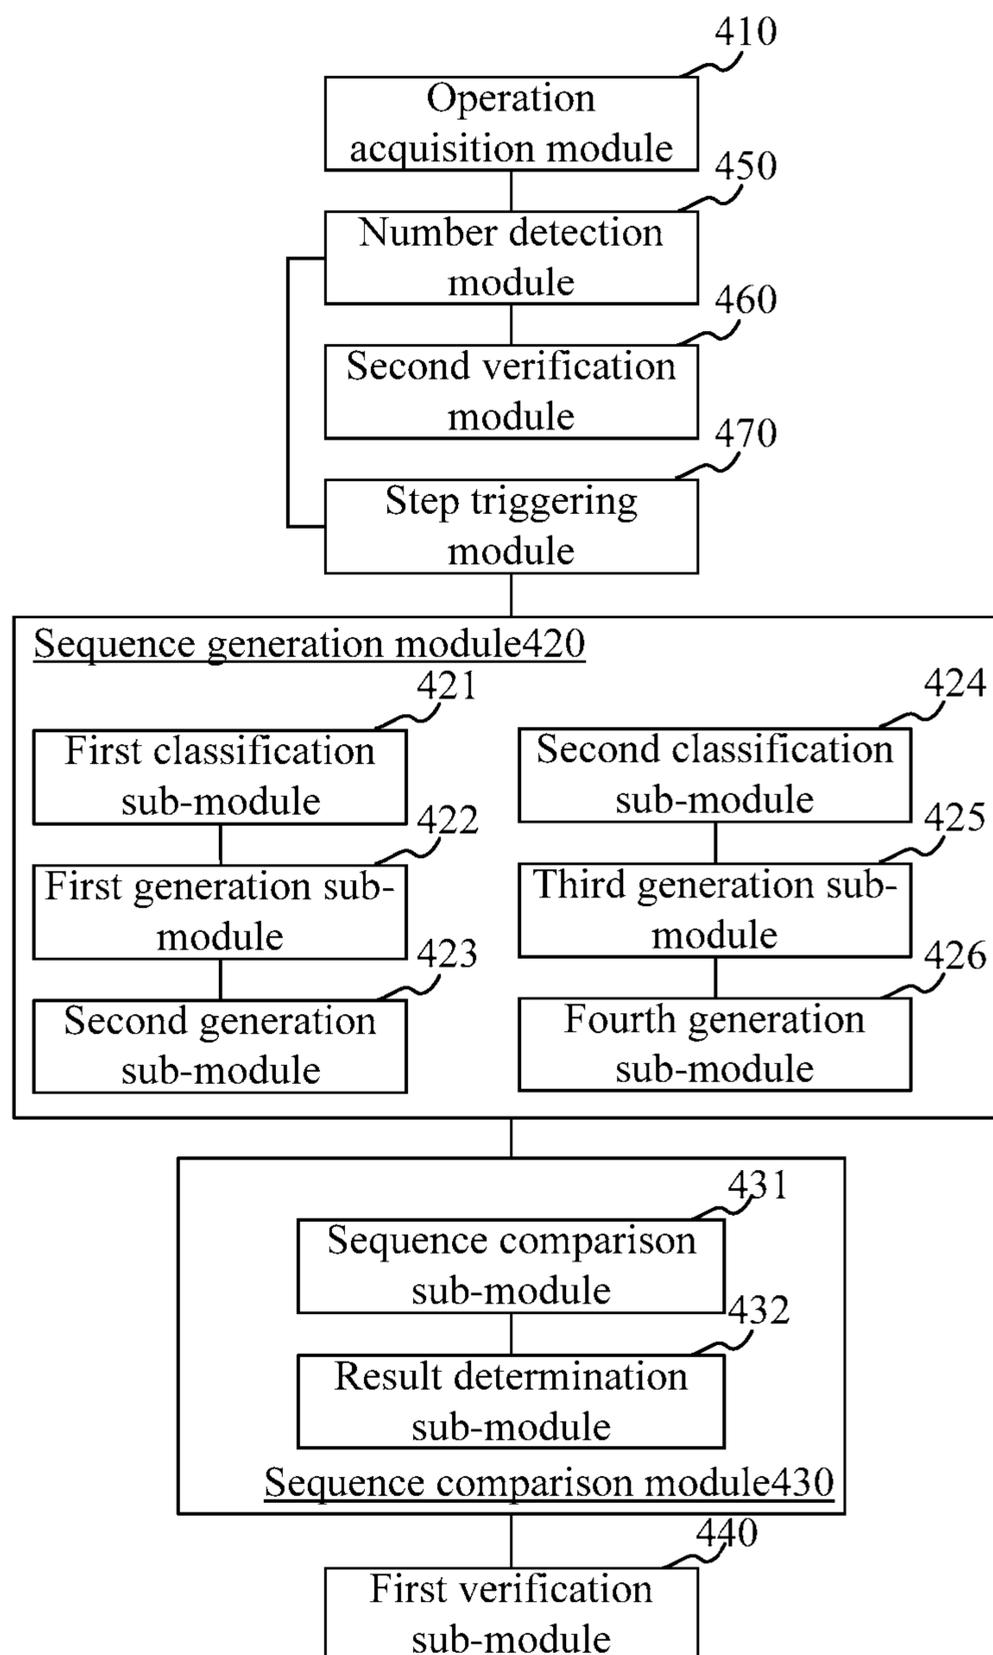 410
Operation
acquisition module
450
Number detection
module
460
Second verification
module
470
Step triggering
module
Sequence generation module420
421
First classification
sub-module
422
First generation sub-
module
423
Second generation
sub-module
424
Second classification
sub-module
425
Third generation sub-
module
426
Fourth generation
sub-module
431
Sequence comparison
sub-module
432
Result determination
sub-module
Sequence comparison module430
440
First verification
sub-module